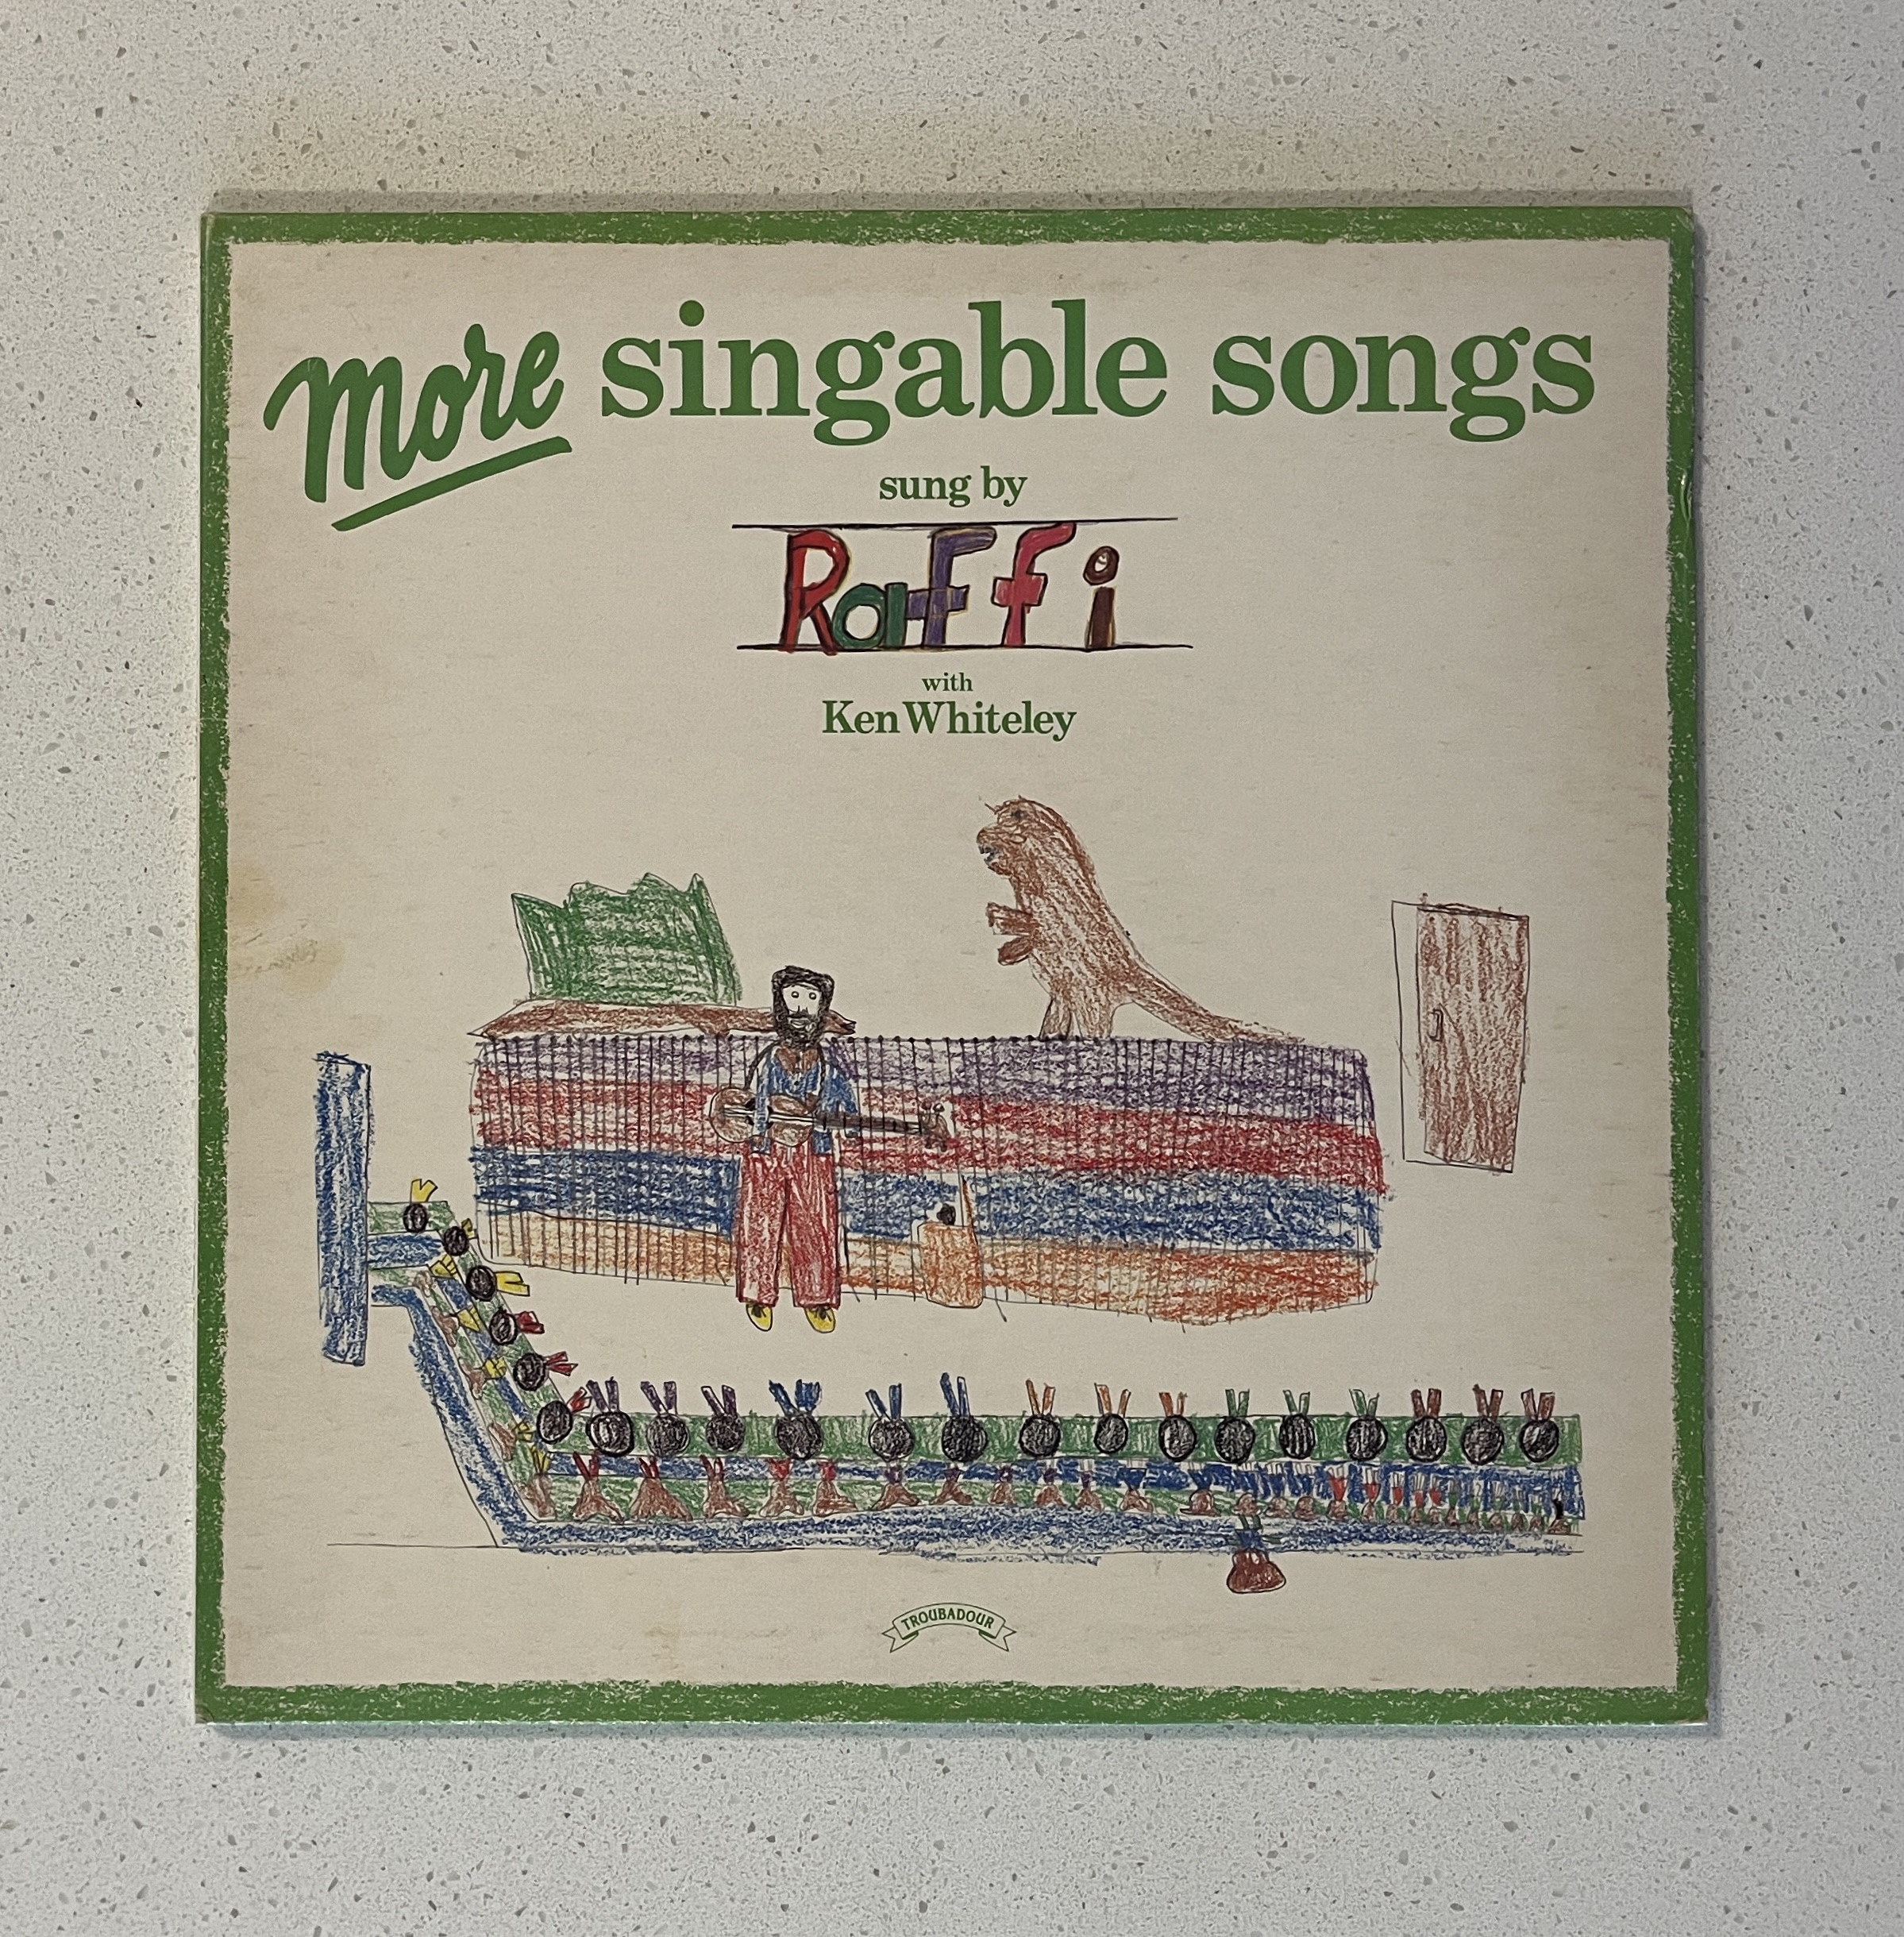 more singable songs
sung by
Raffi
with
Ken Whiteley
TROUBADOUR